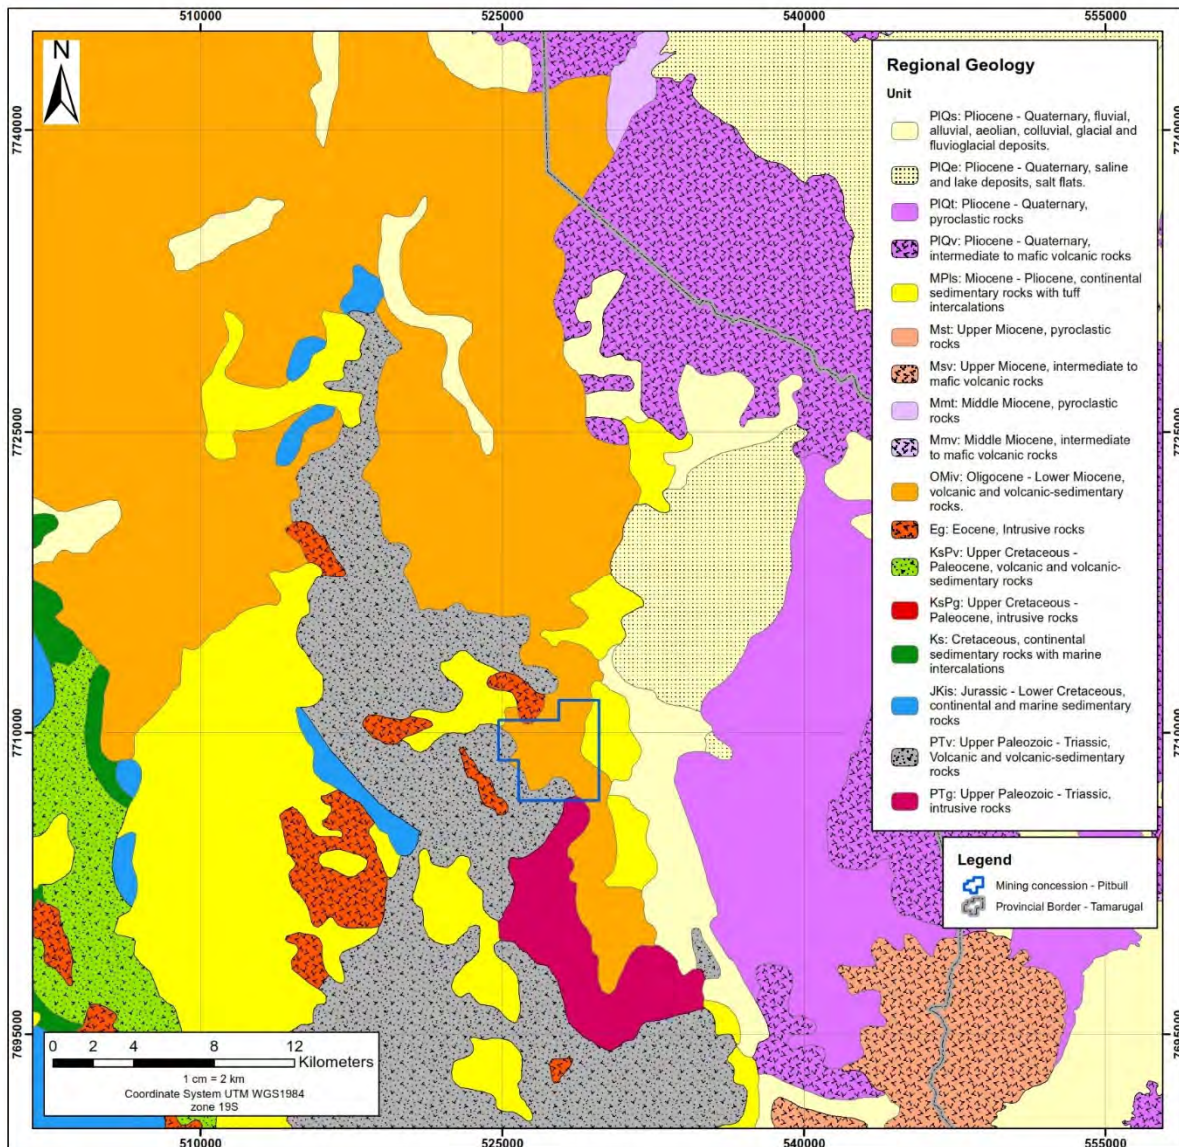 510000
525000
540000
555000
N
7740000
7740000
7725000
7725000
7710000
7710000
7695000
7695000
Regional Geology
Unit
PlQs: Pliocene - Quaternary, fluvial,
alluvial, aeolian, colluvial, glacial and
fluvioglacial deposits.
PlQe: Pliocene - Quaternary, saline
and lake deposits, salt flats.
PlQt: Pliocene - Quaternary,
pyroclastic rocks
PlQv: Pliocene - Quaternary,
intermediate to mafic volcanic rocks
MPls: Miocene - Pliocene, continental
sedimentary rocks with tuff
intercalations
Mst: Upper Miocene, pyroclastic
rocks
Msv: Upper Miocene, intermediate to
mafic volcanic rocks
Mmt: Middle Miocene, pyroclastic
rocks
Mmv: Middle Miocene, intermediate
to mafic volcanic rocks
OMiv: Oligocene - Lower Miocene,
volcanic and volcanic-sedimentary
rocks.
Eg: Eocene, Intrusive rocks
KsPv: Upper Cretaceous -
Paleocene, volcanic and volcanic-
sedimentary rocks
KsPg: Upper Cretaceous -
Paleocene, intrusive rocks
Ks: Cretaceous, continental
sedimentary rocks with marine
intercalations
JKis: Jurassic - Lower Cretaceous,
continental and marine sedimentary
rocks
PTv: Upper Paleozoic - Triassic,
Volcanic and volcanic-sedimentary
rocks
PTg: Upper Paleozoic - Triassic,
intrusive rocks
Legend
Mining concession - Pitbull
Provincial Border - Tamarugal
0 2 4 8 12
Kilometers
1 cm = 2 km
Coordinate System UTM WGS1984
zone 19S
510000
525000
540000
555000